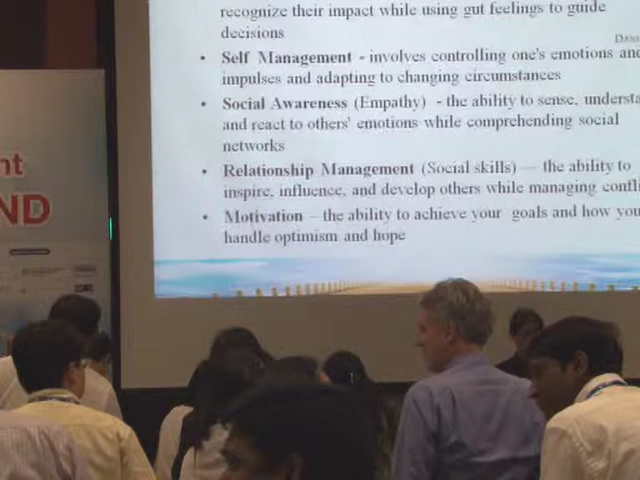 recognize their impact while using gut feelings to guide
decisions
• Self Management - involves controlling one's emotions and
impulses and adapting to changing circumstances
• Social Awareness (Empathy) - the ability to sense, understa
and react to others' emotions while comprehending social
networks
• Relationship Management (Social skills) — the ability to
inspire, influence, and develop others while managing confli
• Motivation – the ability to achieve your goals and how you
handle optimism and hope
DANI
nt
ND